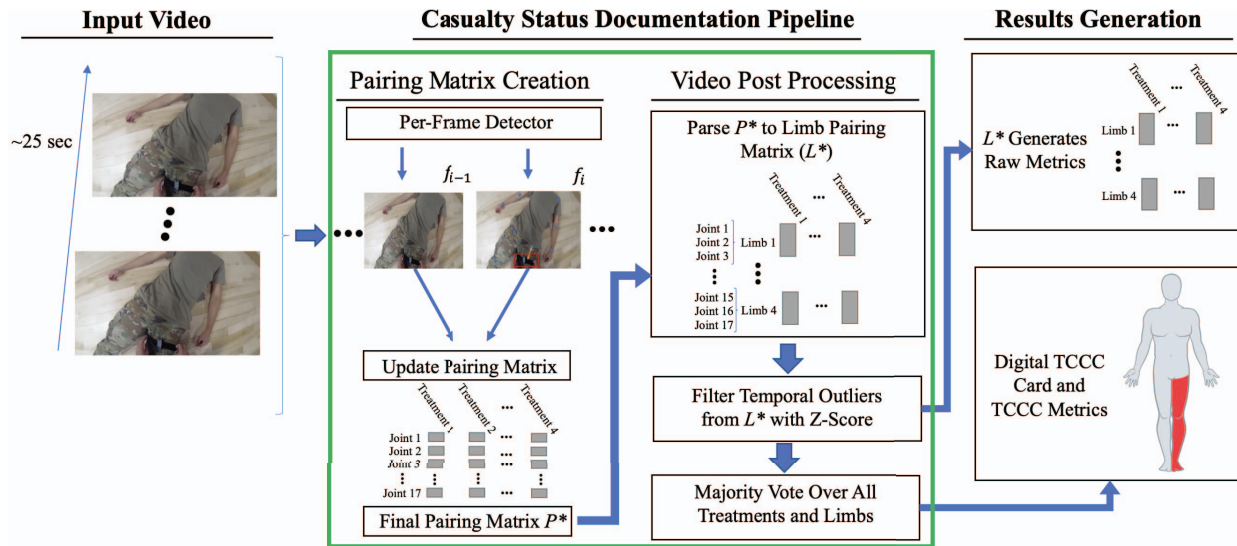 Input Video
~25 sec
Casualty Status Documentation Pipeline
Pairing Matrix Creation
Per-Frame Detector
f_{i-1}
f_i
Update Pairing Matrix
Treatment 1
Treatment 2
...
Treatment 4
Joint 1
Joint 2
Joint 3
Joint 17
Final Pairing Matrix P*
Video Post Processing
Parse P* to Limb Pairing
Matrix (L*)
Treatment 1
...
Treatment 4
Joint 1
Joint 2
Joint 3
Limb 1
Joint 15
Joint 16
Joint 17
Limb 4
Filter Temporal Outliers
from L* with Z-Score
Majority Vote Over All
Treatments and Limbs
Results Generation
L* Generates
Raw Metrics
Treatment 1
...
Treatment 4
Limb 1
Limb 4
Digital TCCC
Card and
TCCC Metrics